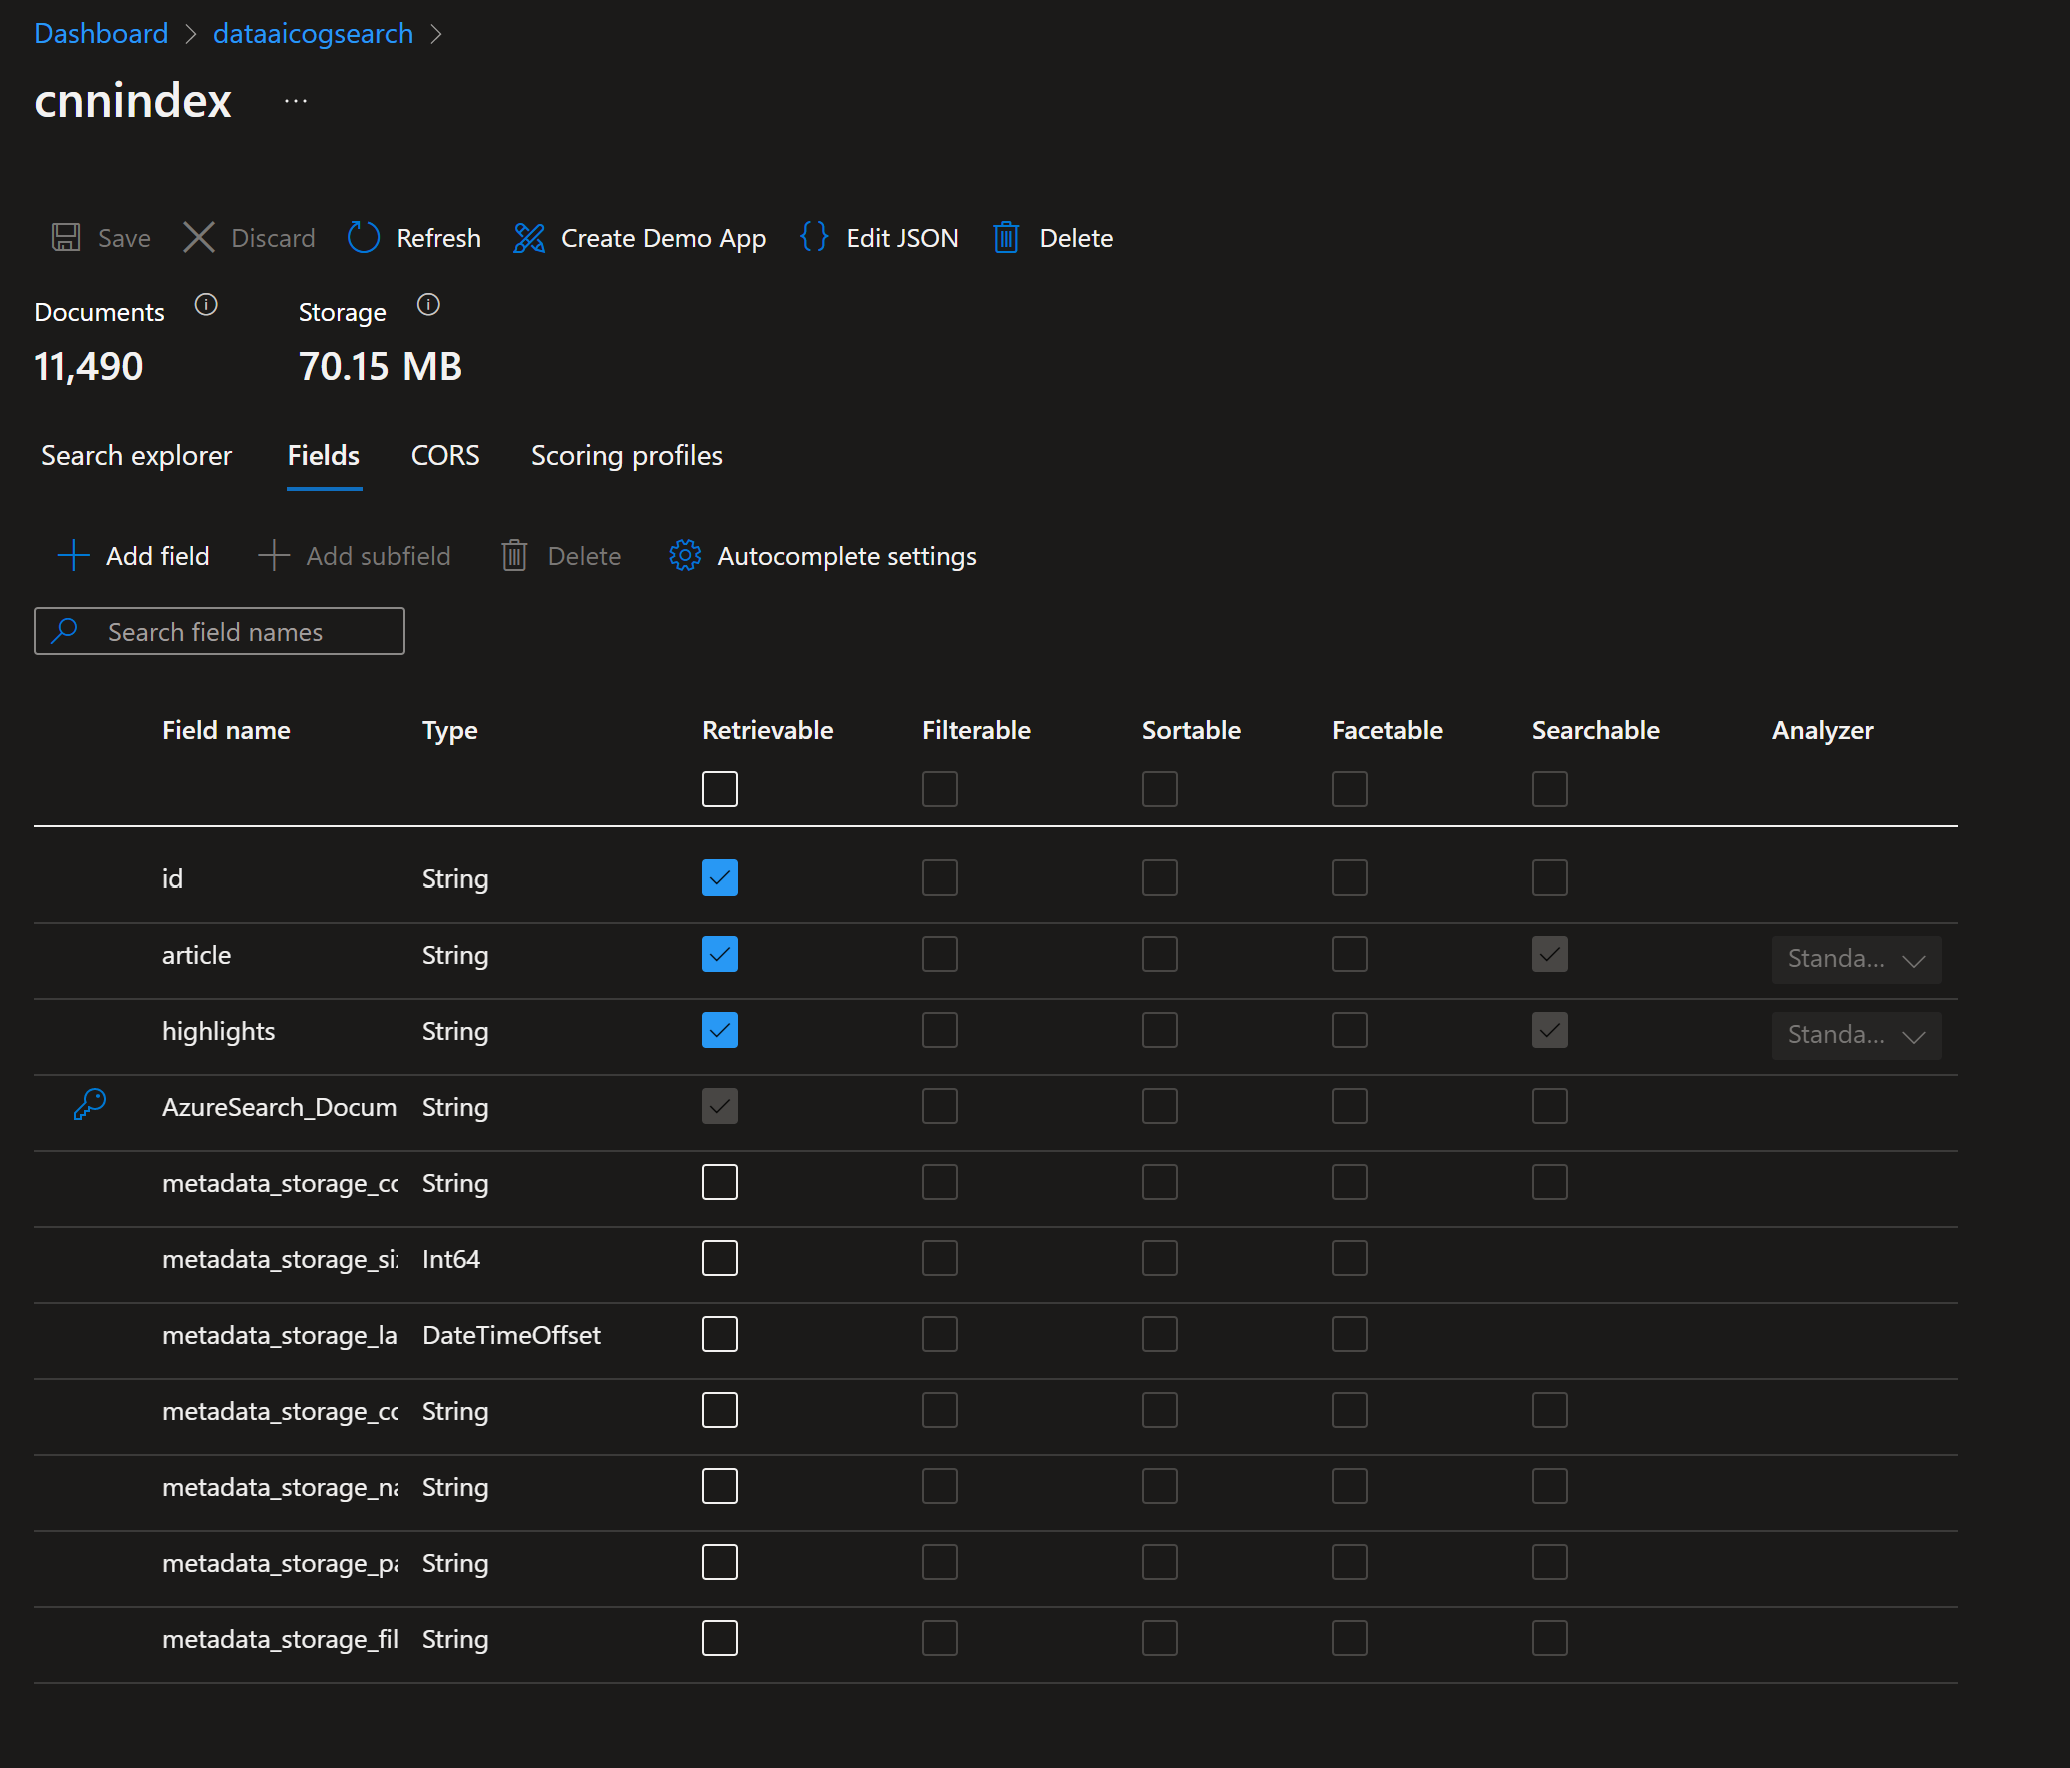 Dashboard > dataaicogsearch >
cnnindex ...
Save Discard Refresh Create Demo App {} Edit JSON Delete
Documents Storage
11,490 70.15 MB
Search explorer Fields CORS Scoring profiles
Add field Add subfield Delete Autocomplete settings
Search field names
Field name Type Retrievable Filterable Sortable Facetable Searchable Analyzer
id String
article String Standa...
highlights String Standa...
AzureSearch_Docum String
metadata_storage_co String
metadata_storage_si String Int64
metadata_storage_la DateTimeOffset
metadata_storage_co String
metadata_storage_na String
metadata_storage_pa String
metadata_storage_fil String